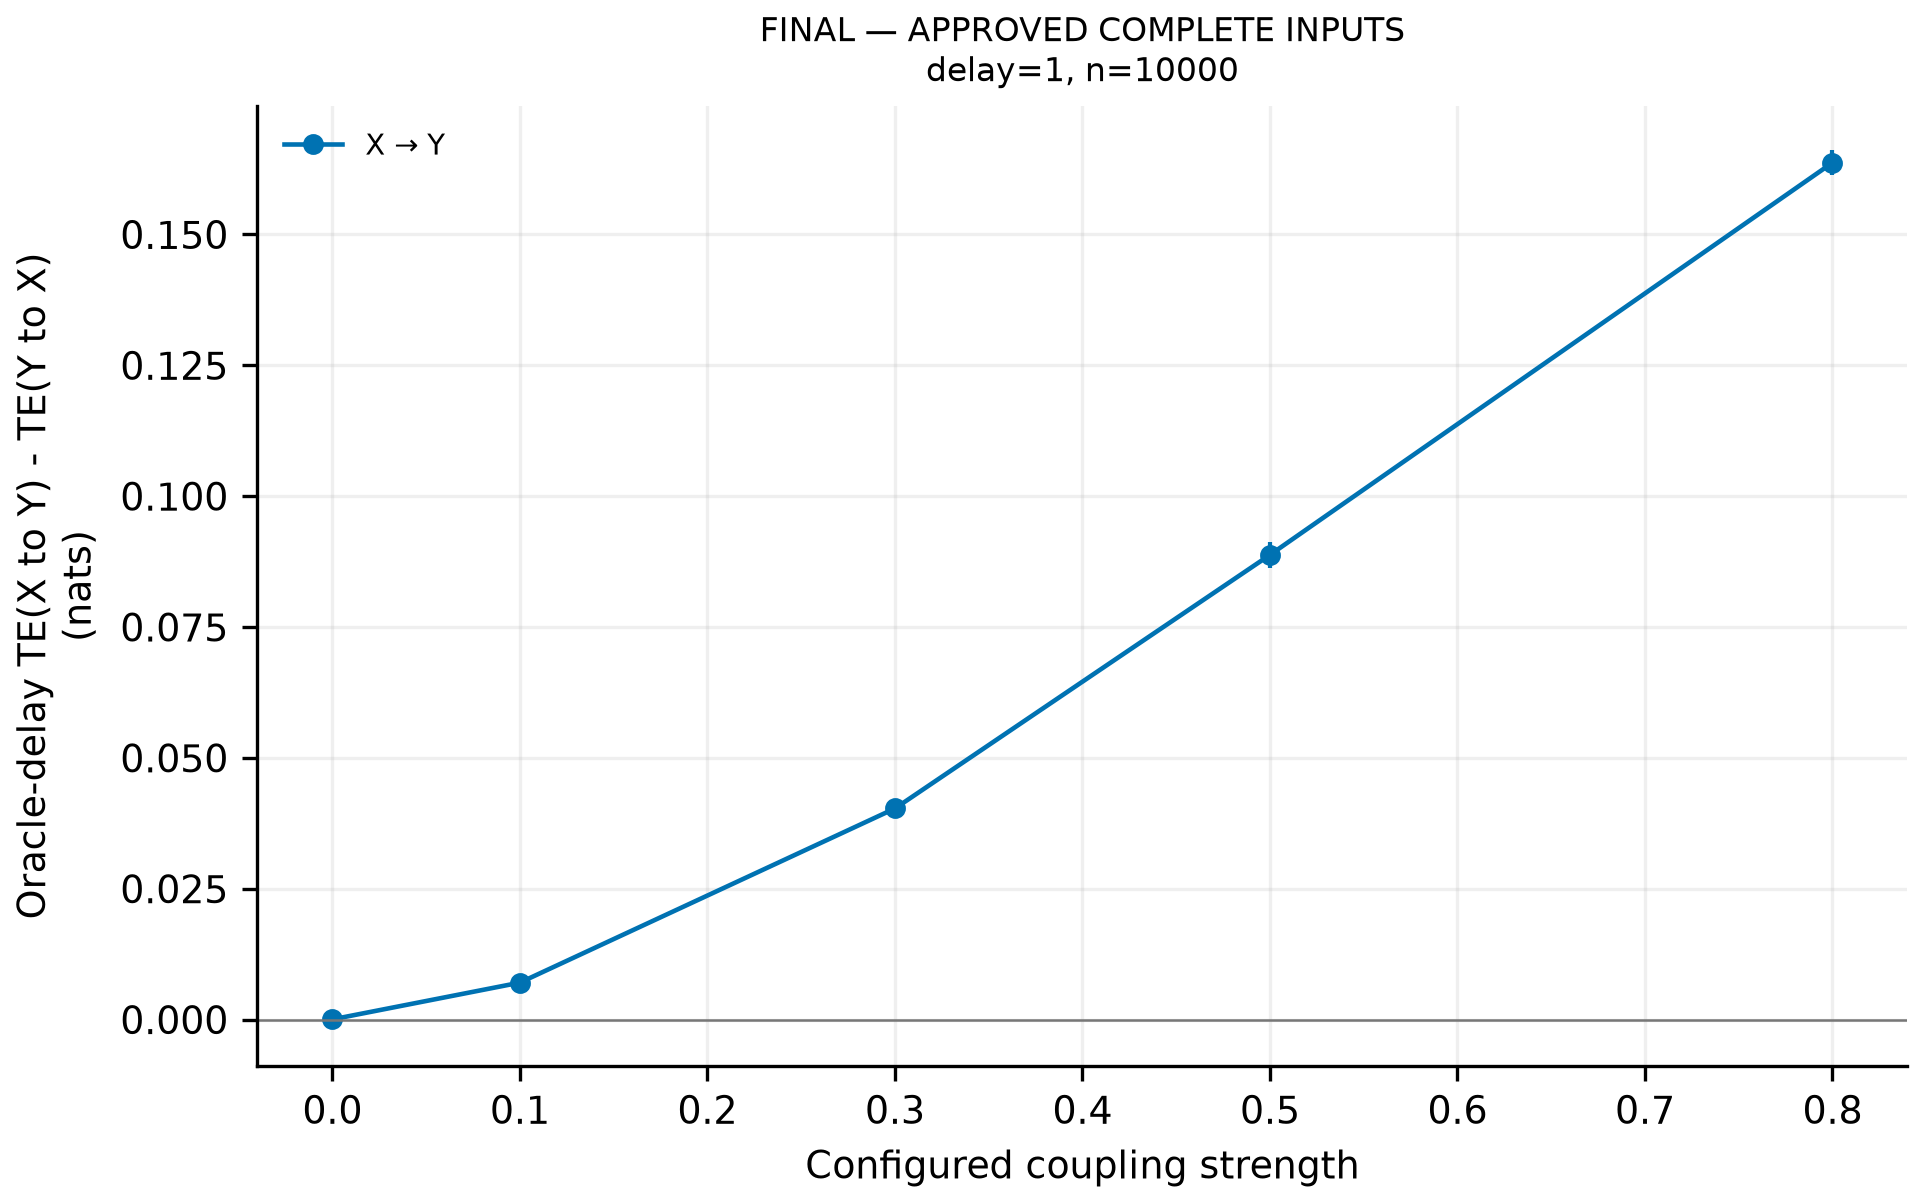 FINAL — APPROVED COMPLETE INPUTS
delay=1, n=10000
X → Y
Oracle-delay TE(X to Y) - TE(Y to X)
(nats)
0.150
0.125
0.100
0.075
0.050
0.025
0.000
0.0 0.1 0.2 0.3 0.4 0.5 0.6 0.7 0.8
Configured coupling strength